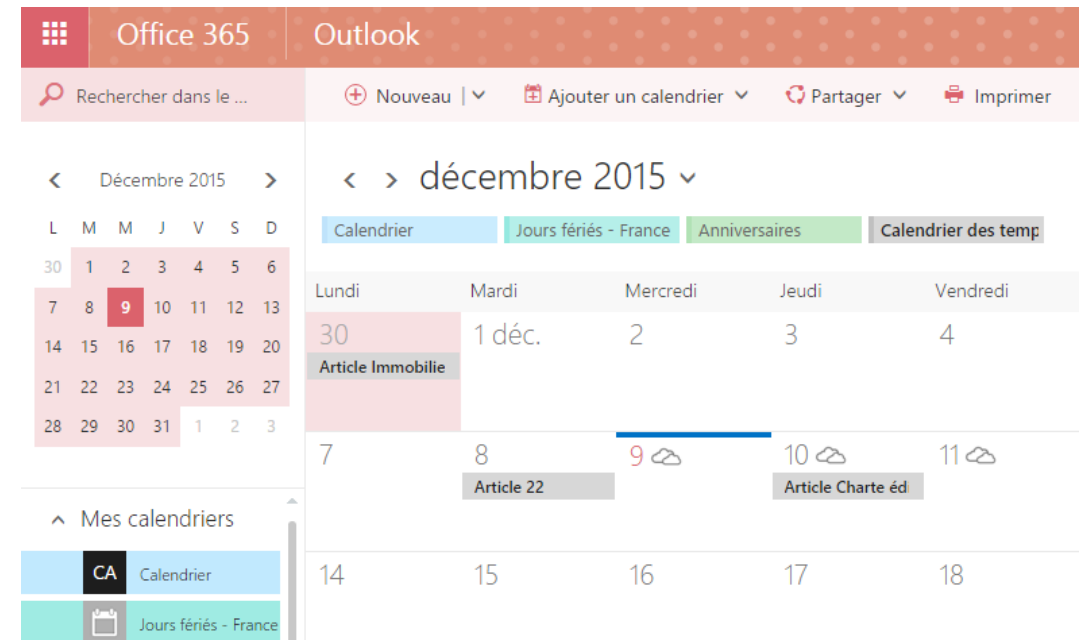 Office 365
Outlook
Rechercher dans le ...
Nouveau
Ajouter un calendrier
Partager
Imprimer
Décembre 2015
L M M J V S D
30 1 2 3 4 5 6
7 8 9 10 11 12 13
14 15 16 17 18 19 20
21 22 23 24 25 26 27
28 29 30 31 1 2 3
Mes calendriers
CA Calendrier
Jours fériés - France
décembre 2015
Calendrier Jours fériés - France Anniversaires Calendrier des temp
Lundi Mardi Mercredi Jeudi Vendredi
30 1 déc. 2 3 4
Article Immobilie
7 8 9 10 11
Article 22 Article Charte édi
14 15 16 17 18